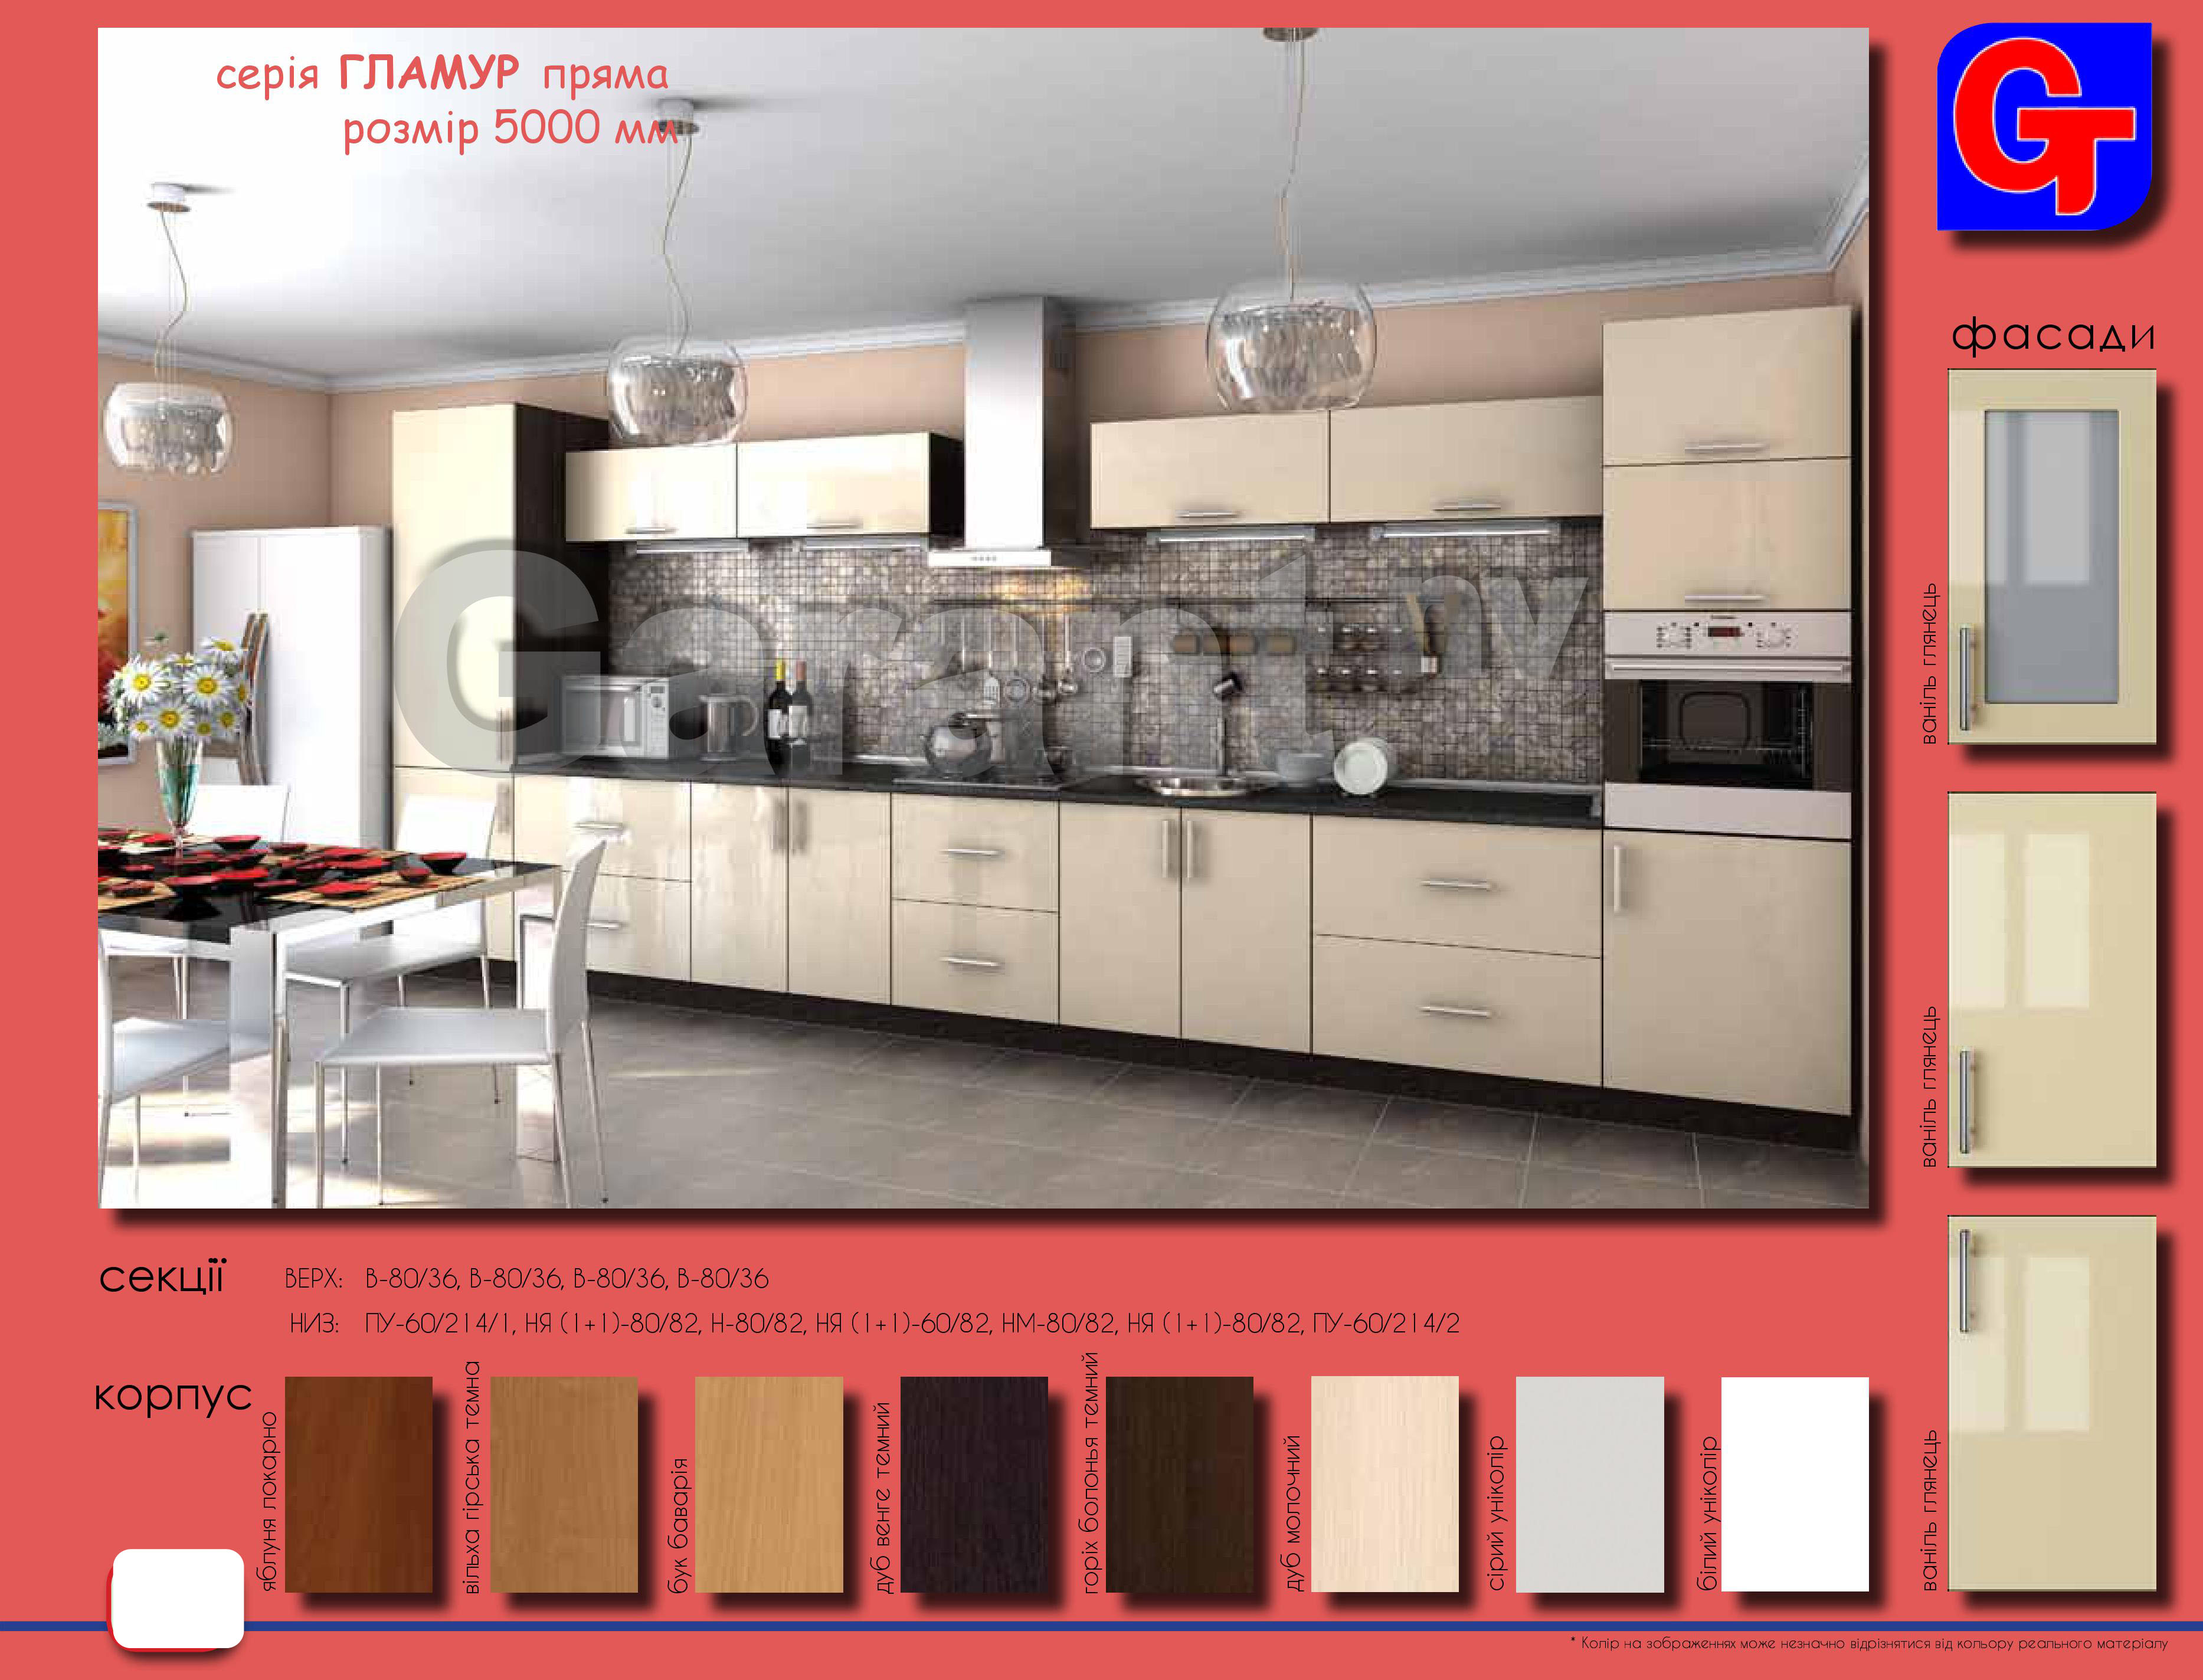 серія ГЛАМУР пряма
розмір 5000 мм
GT
фасади
ваніль глянець
ваніль глянець
ваніль глянець
Garant.nv
секції
ВЕРХ: В-80/36, В-80/36, В-80/36, В-80/36
НИЗ: ПУ-60/214/1, НЯ (1+1)-80/82, Н-80/82, НЯ (1+1)-60/82, НМ-80/82, НЯ (1+1)-80/82, ПУ-60/214/2
корпус
яблуня локарно
вільха гірська темна
бук баварія
дуб венге темний
горіх болонья темний
дуб молочний
сірий уніколір
білий уніколір
* Колір на зображеннях може незначно відрізнятися від кольору реального матеріалу